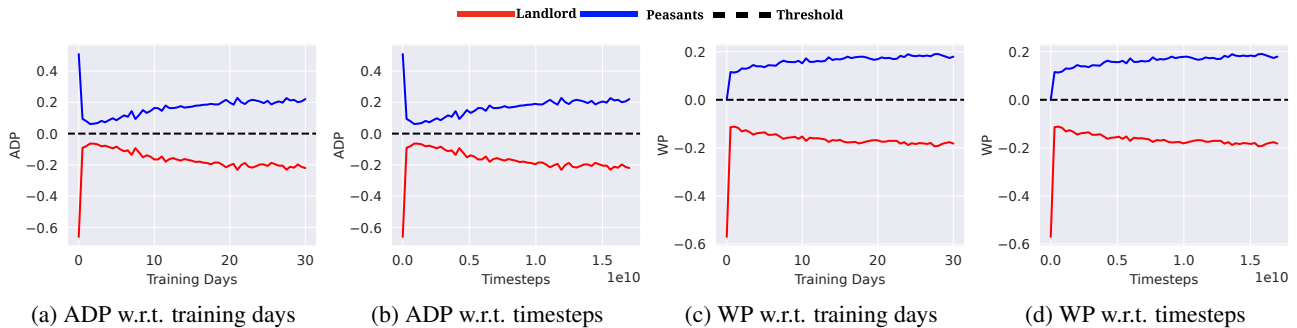 Landlord Peasants Threshold
0.4
0.2
0.0
−0.2
−0.4
−0.6
ADP
0 10 20 30
Training Days
0.4
0.2
0.0
−0.2
−0.4
−0.6
ADP
0.0 0.5 1.0 1.5
1e10
Timesteps
0.2
0.0
−0.2
−0.4
−0.6
WP
0 10 20 30
Training Days
0.2
0.0
−0.2
−0.4
−0.6
WP
0.0 0.5 1.0 1.5
1e10
Timesteps
(a) ADP w.r.t. training days
(b) ADP w.r.t. timesteps
(c) WP w.r.t. training days
(d) WP w.r.t. timesteps